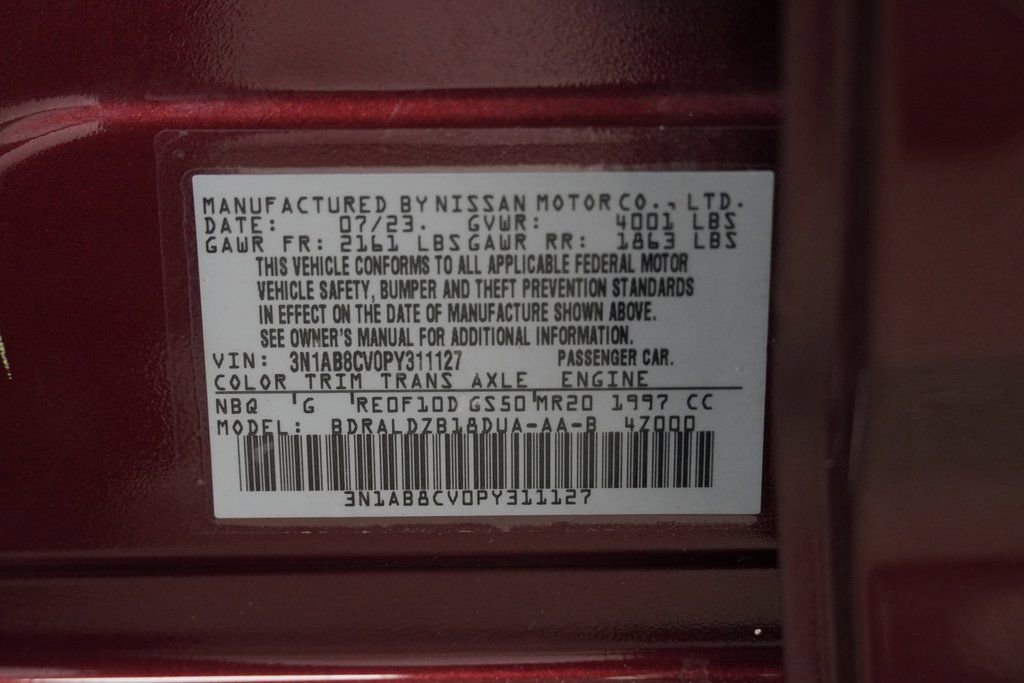 MANUFACTURED BY NISSAN MOTOR CO., LTD.
DATE: 07/23. GVWR: 4001 LBS
GAWR FR: 2161 LBS GAWR RR: 1863 LBS
THIS VEHICLE CONFORMS TO ALL APPLICABLE FEDERAL MOTOR
VEHICLE SAFETY, BUMPER AND THEFT PREVENTION STANDARDS
IN EFFECT ON THE DATE OF MANUFACTURE SHOWN ABOVE.
SEE OWNER'S MANUAL FOR ADDITIONAL INFORMATION.
VIN: 3N1AB8CV0PY311127 PASSENGER CAR.
COLOR TRIM TRANS AXLE ENGINE
NBQ G RE0F10D GS50 MR20 1997 CC
MODEL: BDRALDZB18DUA-AA-B 4Z000
3N1AB8CV0PY311127